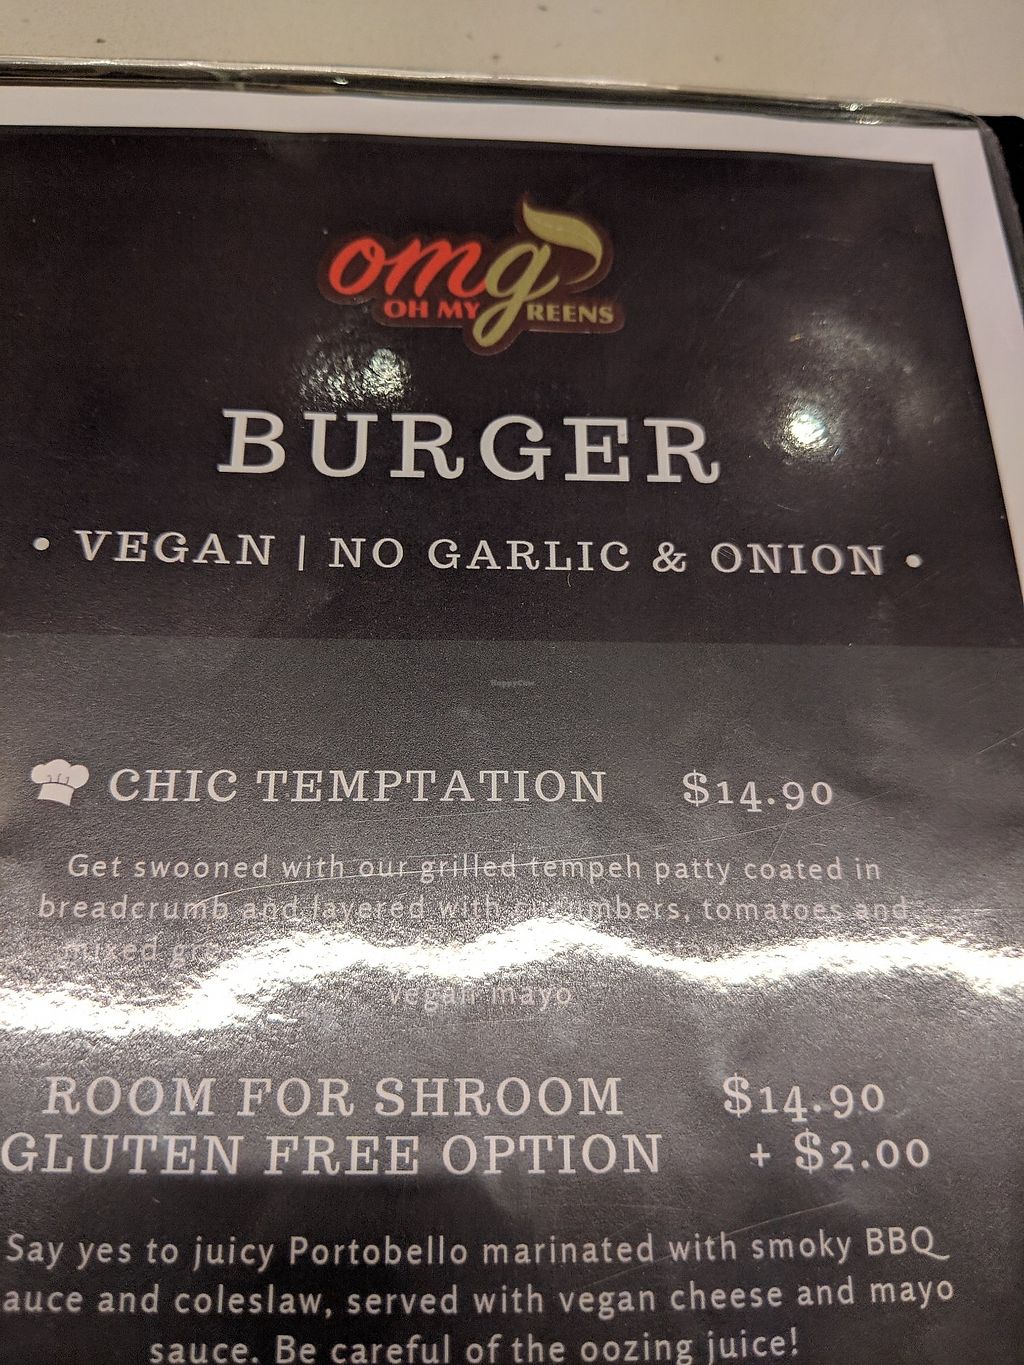 omg
OH MY GREENS
BURGER
• VEGAN | NO GARLIC & ONION •
HappyCow
CHIC TEMPTATION $14.90
Get swooned with our grilled tempeh patty coated in
breadcrumb and layered with cucumbers, tomatoes and
mixed
vegan mayo
ROOM FOR SHROOM $14.90
GLUTEN FREE OPTION + $2.00
Say yes to juicy Portobello marinated with smoky BBQ
auce and coleslaw, served with vegan cheese and mayo
sauce. Be careful of the oozing juice!